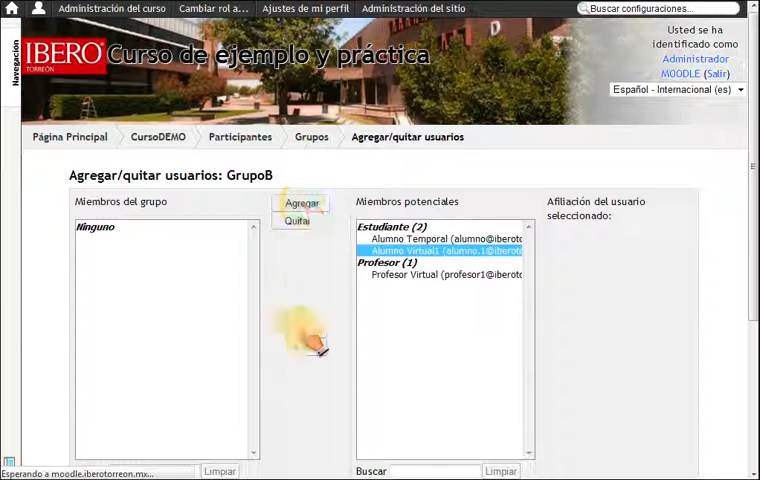 Administración del curso
Cambiar rol a...
Ajustes de mi perfil
Administración del sitio
Buscar configuraciones...
Navegación
IBERO
TORREÓN
Curso de ejemplo y práctica
Usted se ha
identificado como
Administrador
MOODLE (Salir)
Español - Internacional (es)
Página Principal
CursoDEMO
Participantes
Grupos
Agregar/quitar usuarios
Agregar/quitar usuarios: GrupoB
Miembros del grupo
Agregar
Quitar
Miembros potenciales
Afiliación del usuario
seleccionado:
Ninguno
Estudiante (2)
Alumno Temporal (alumno@iberoto
Alumno Virtual1 (alumno.1@iberoto
Profesor (1)
Profesor Virtual (profesor1@iberoto
Esperando a moodle.iberotorreon.mx...
Limpiar
Buscar
Limpiar